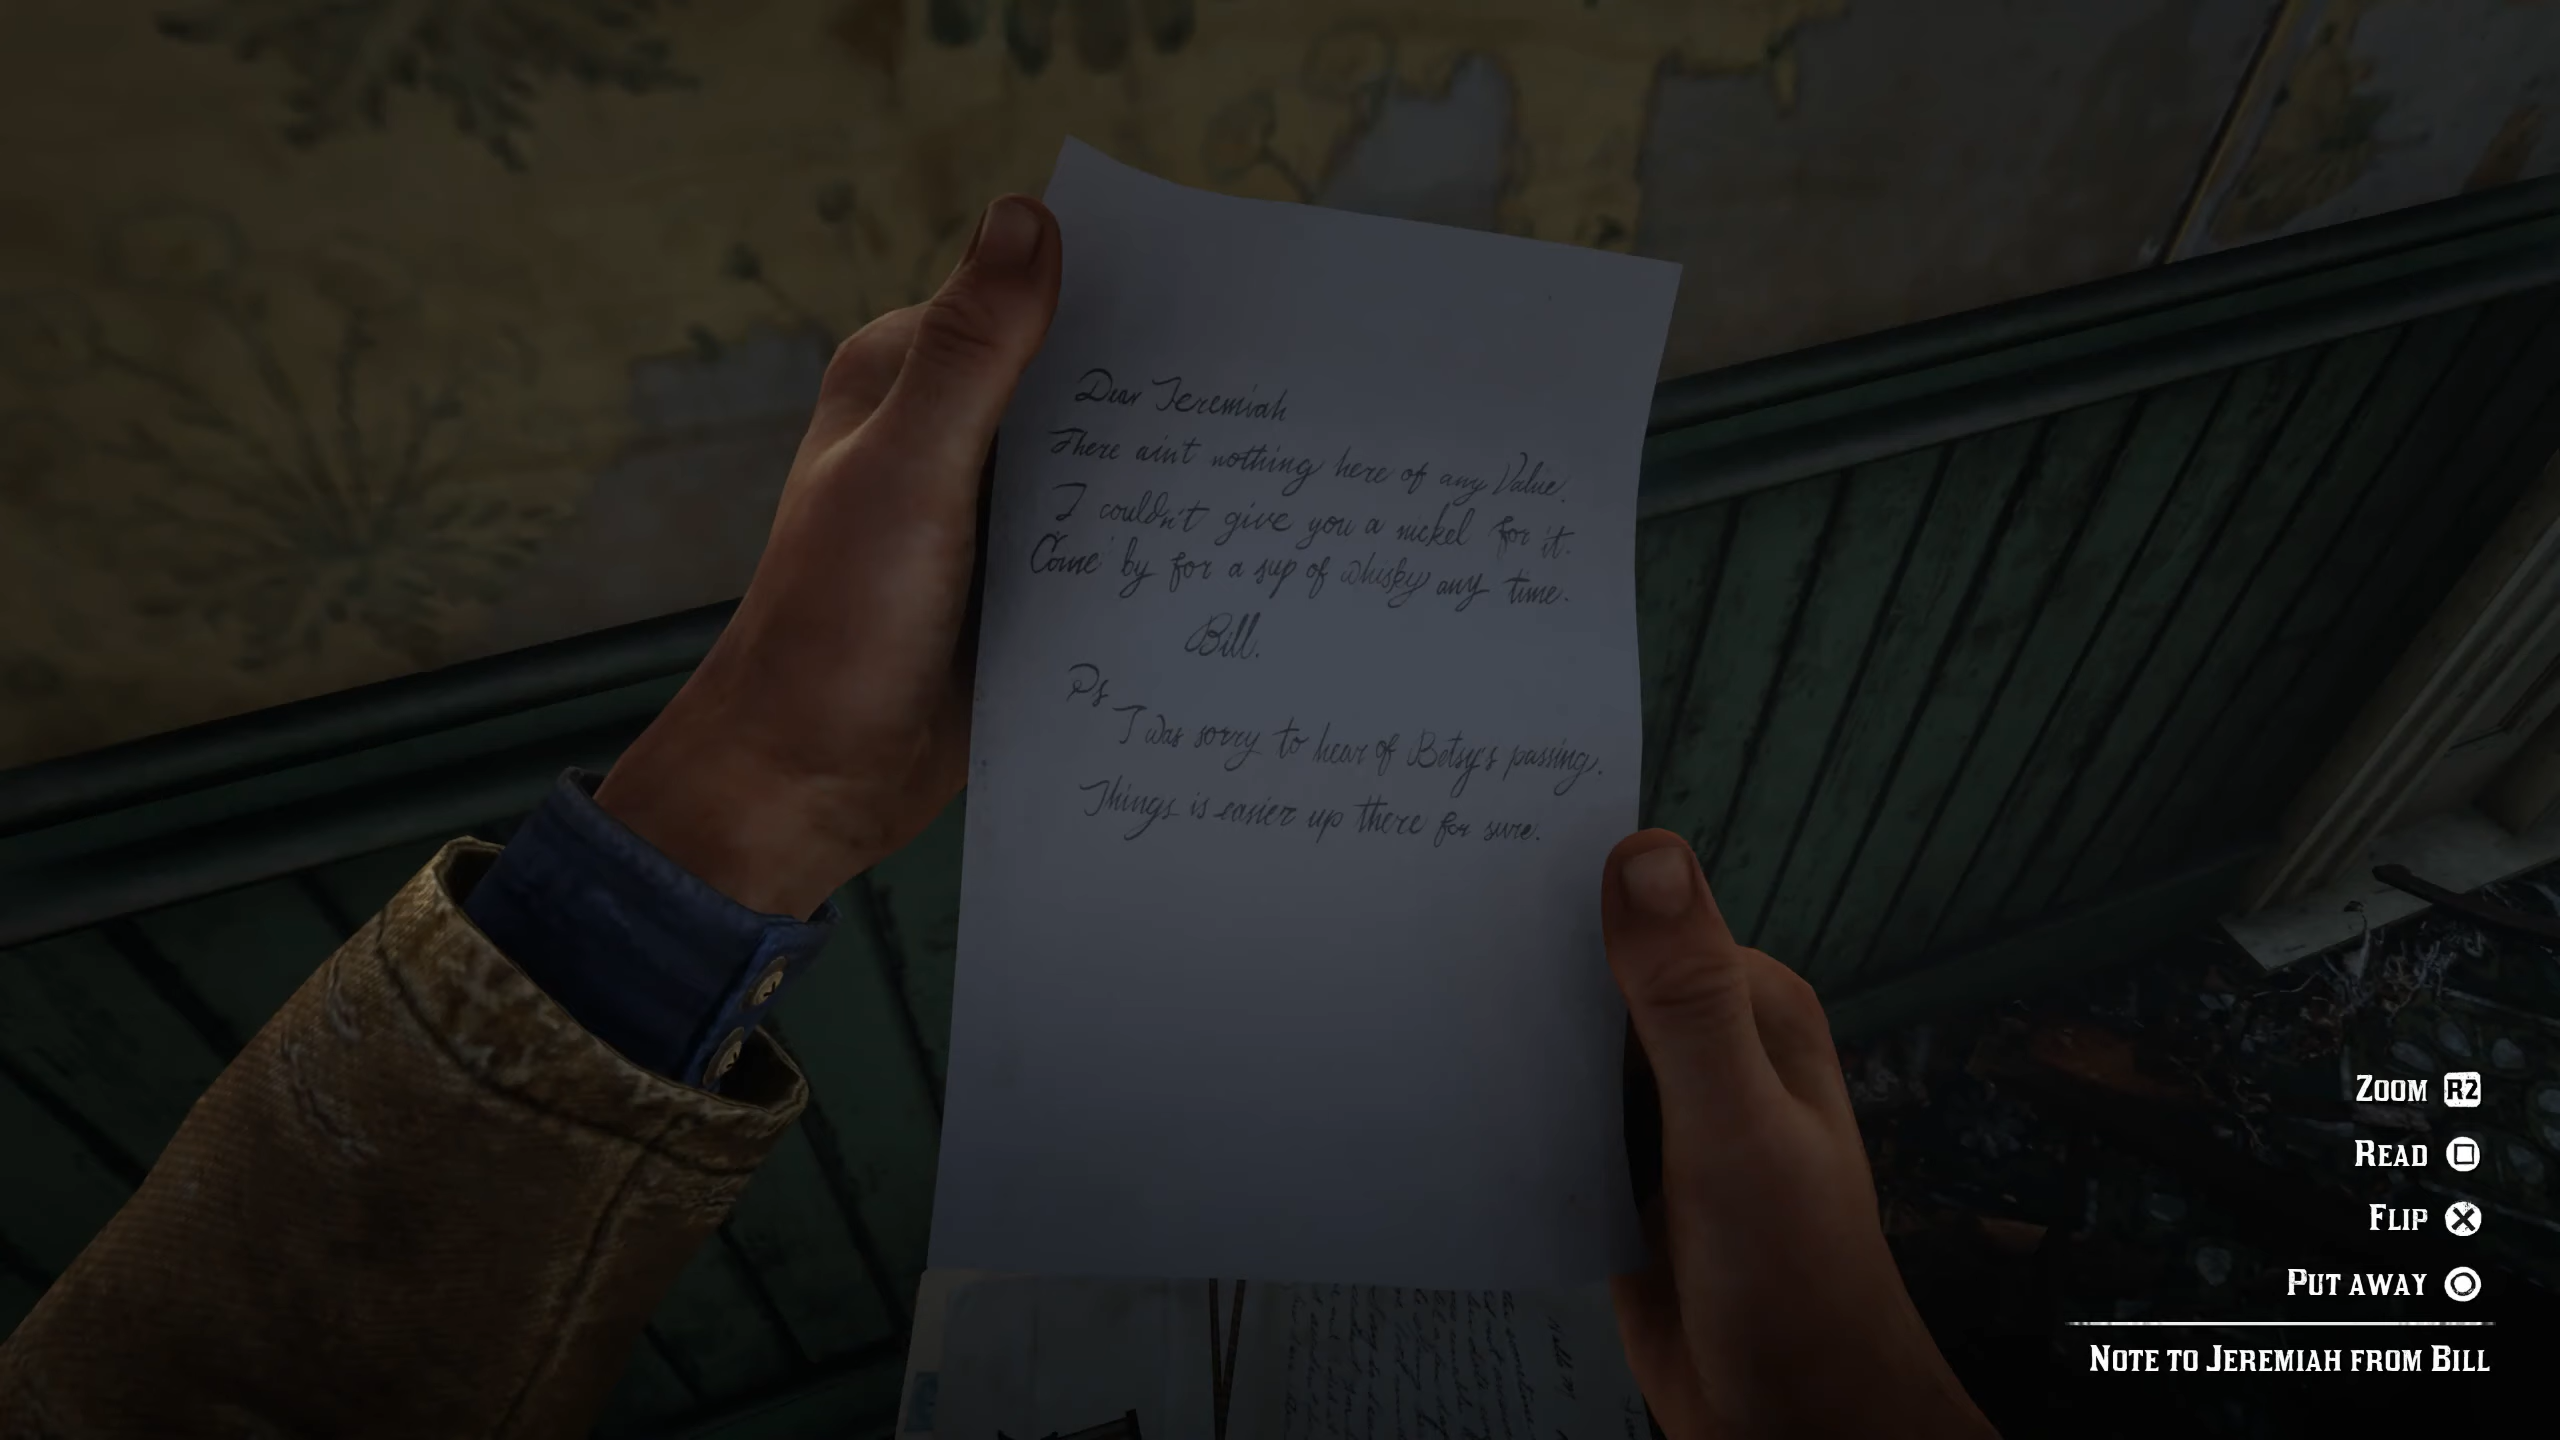 Dear Jeremiah
There ain't nothing here of any Value.
I couldn't give you a nickel for it.
Come by for a sup of whisky any time.
Bill.
Ps
I was sorry to hear of Betsy's passing.
Things is easier up there for sure.
ZOOM R2
READ
FLIP
PUT AWAY
NOTE TO JEREMIAH FROM BILL